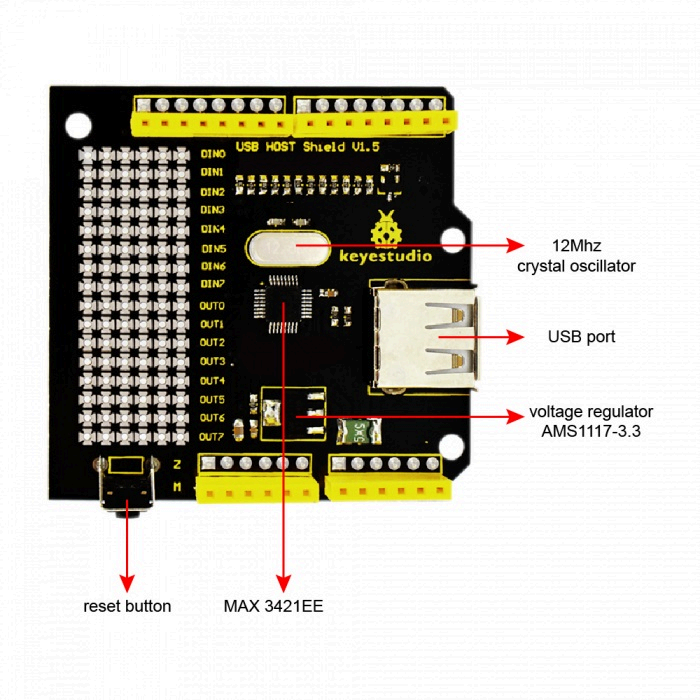 USB HOST Shield V1.5
DIN0
DIN1
DIN2
DIN3
DIN4
DIN5
DIN6
DIN7
OUT0
OUT1
OUT2
OUT3
OUT4
OUT5
OUT6
OUT7
Z
M
keyestudio
12Mhz
crystal oscillator
USB port
voltage regulator
AMS1117-3.3
reset button
MAX 3421EE